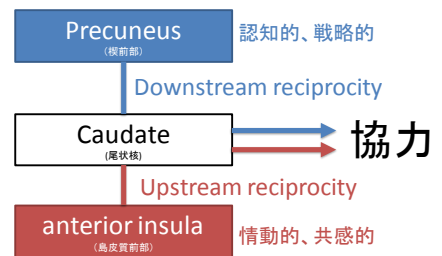 Precuneus
(楔前部)
認知的、戦略的
Downstream reciprocity
Caudate
(尾状核)
協力
Upstream reciprocity
anterior insula
(島皮質前部)
情動的、共感的